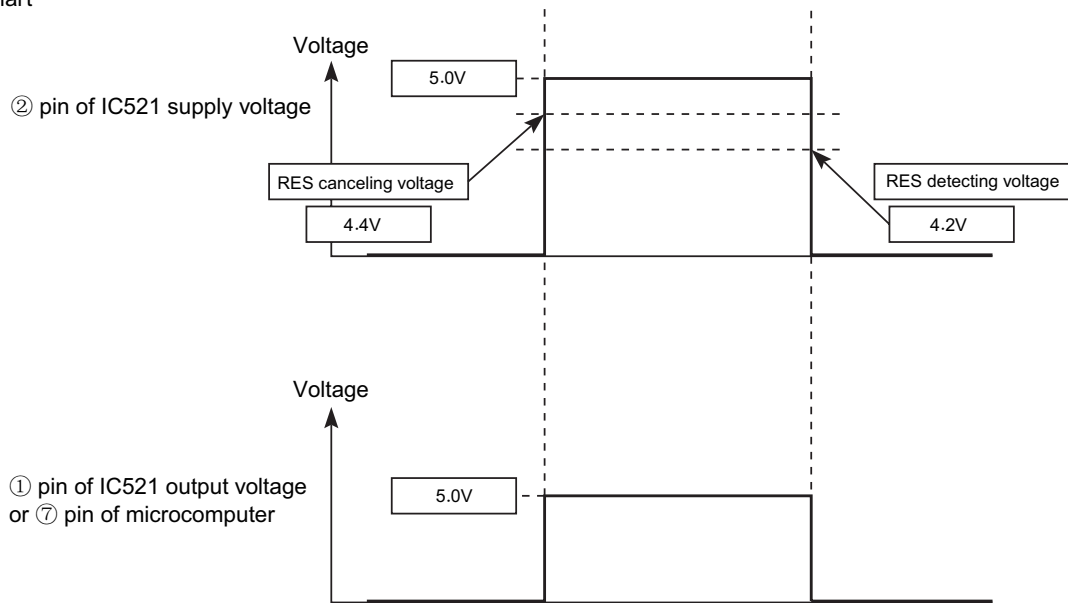 Voltage
5.0V
② pin of IC521 supply voltage
RES canceling voltage
4.4V
RES detecting voltage
4.2V
Voltage
① pin of IC521 output voltage
or ⑦ pin of microcomputer
5.0V